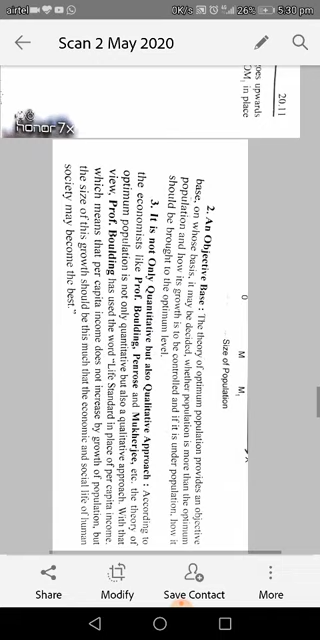 airtel
0K/s 4G 26% 5:30 pm
Scan 2 May 2020
20.11
goes upwards
OM₁ in place
honor 7x
O M M₁ X
Size of Population
2. An Objective Base : The theory of optimum population provides an objective
base, on whose basis, it may be decided, whether population is more than the optimum
population and how its growth is to be controlled and if it is under population, how it
should be brought to the optimum level.
3. It is not Only Quantitative but also Qualitative Approach : According to
the economists like Prof. Boulding, Penrose and Mukherjee, etc. the theory of
optimum population is not only quantitative but also a qualitative approach. With that
view, Prof. Boulding has used the word "Life Standard in place of per capita income.
which means that per capita income does not increase by growth of population, but
the size of this growth should be this much that the economic and social life of human
society may become the best."
Share Modify Save Contact More